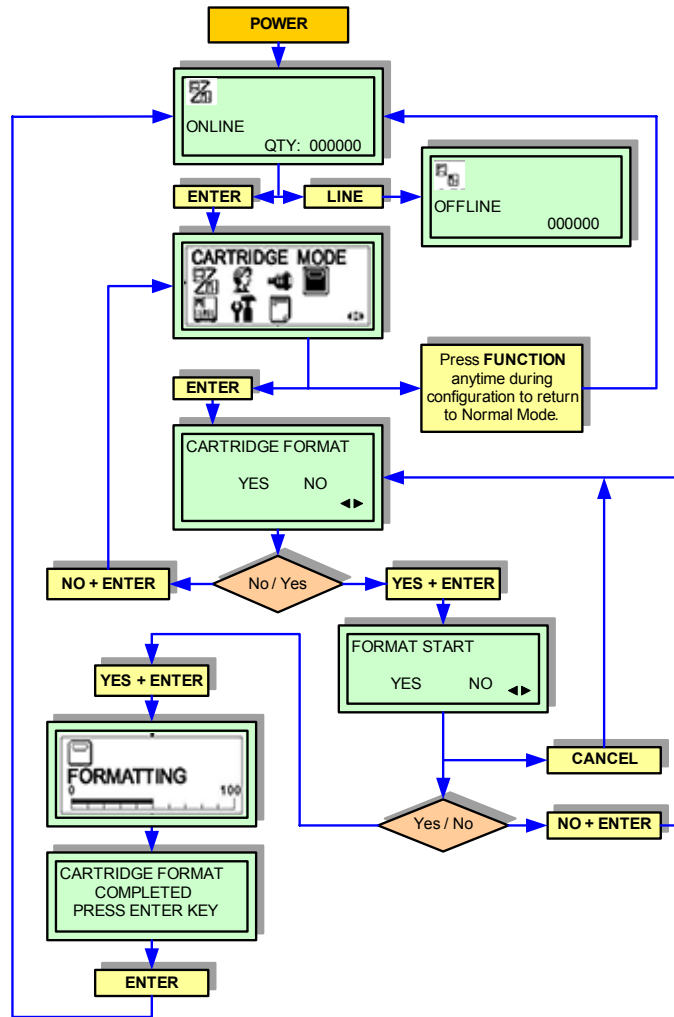 POWER
ONLINE
QTY: 000000
ENTER
LINE
OFFLINE
000000
CARTRIDGE MODE
ENTER
Press FUNCTION
anytime during
configuration to return
to Normal Mode.
CARTRIDGE FORMAT
YES NO
NO + ENTER
No / Yes
YES + ENTER
FORMAT START
YES NO
YES + ENTER
CANCEL
FORMATTING
0 100
Yes / No
NO + ENTER
CARTRIDGE FORMAT
COMPLETED
PRESS ENTER KEY
ENTER